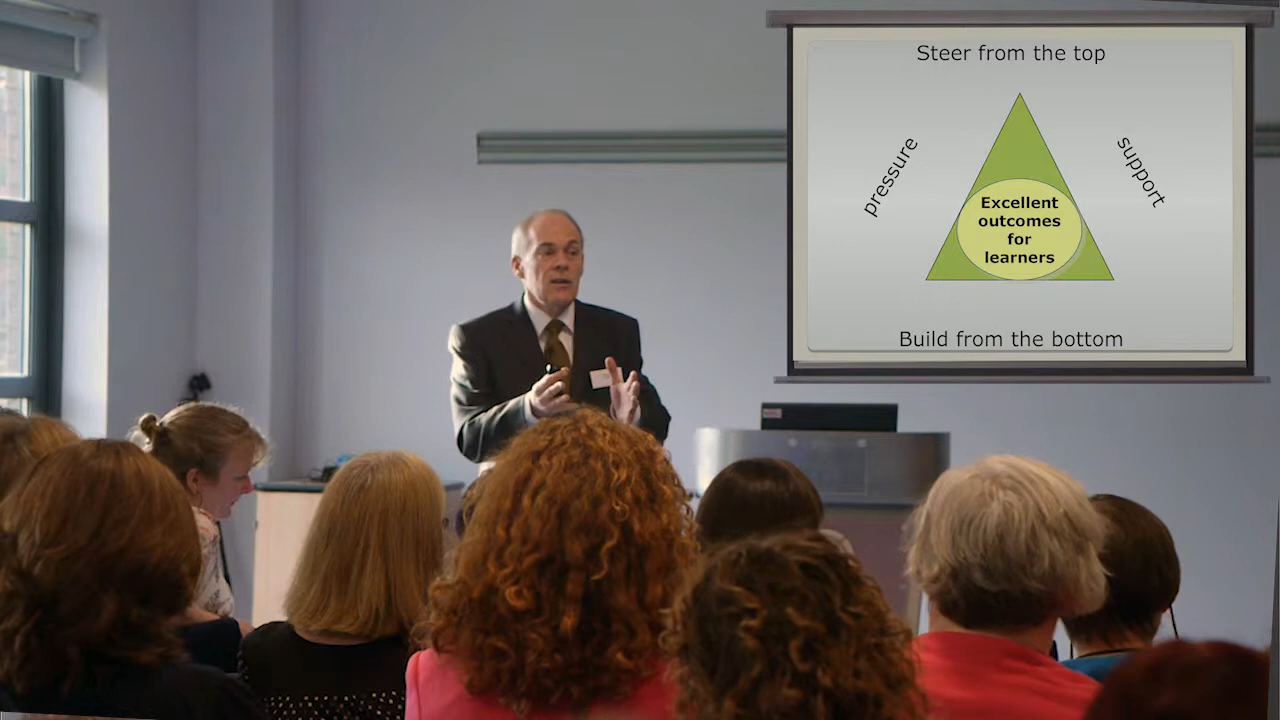 Steer from the top
pressure
support
Excellent
outcomes
for
learners
Build from the bottom